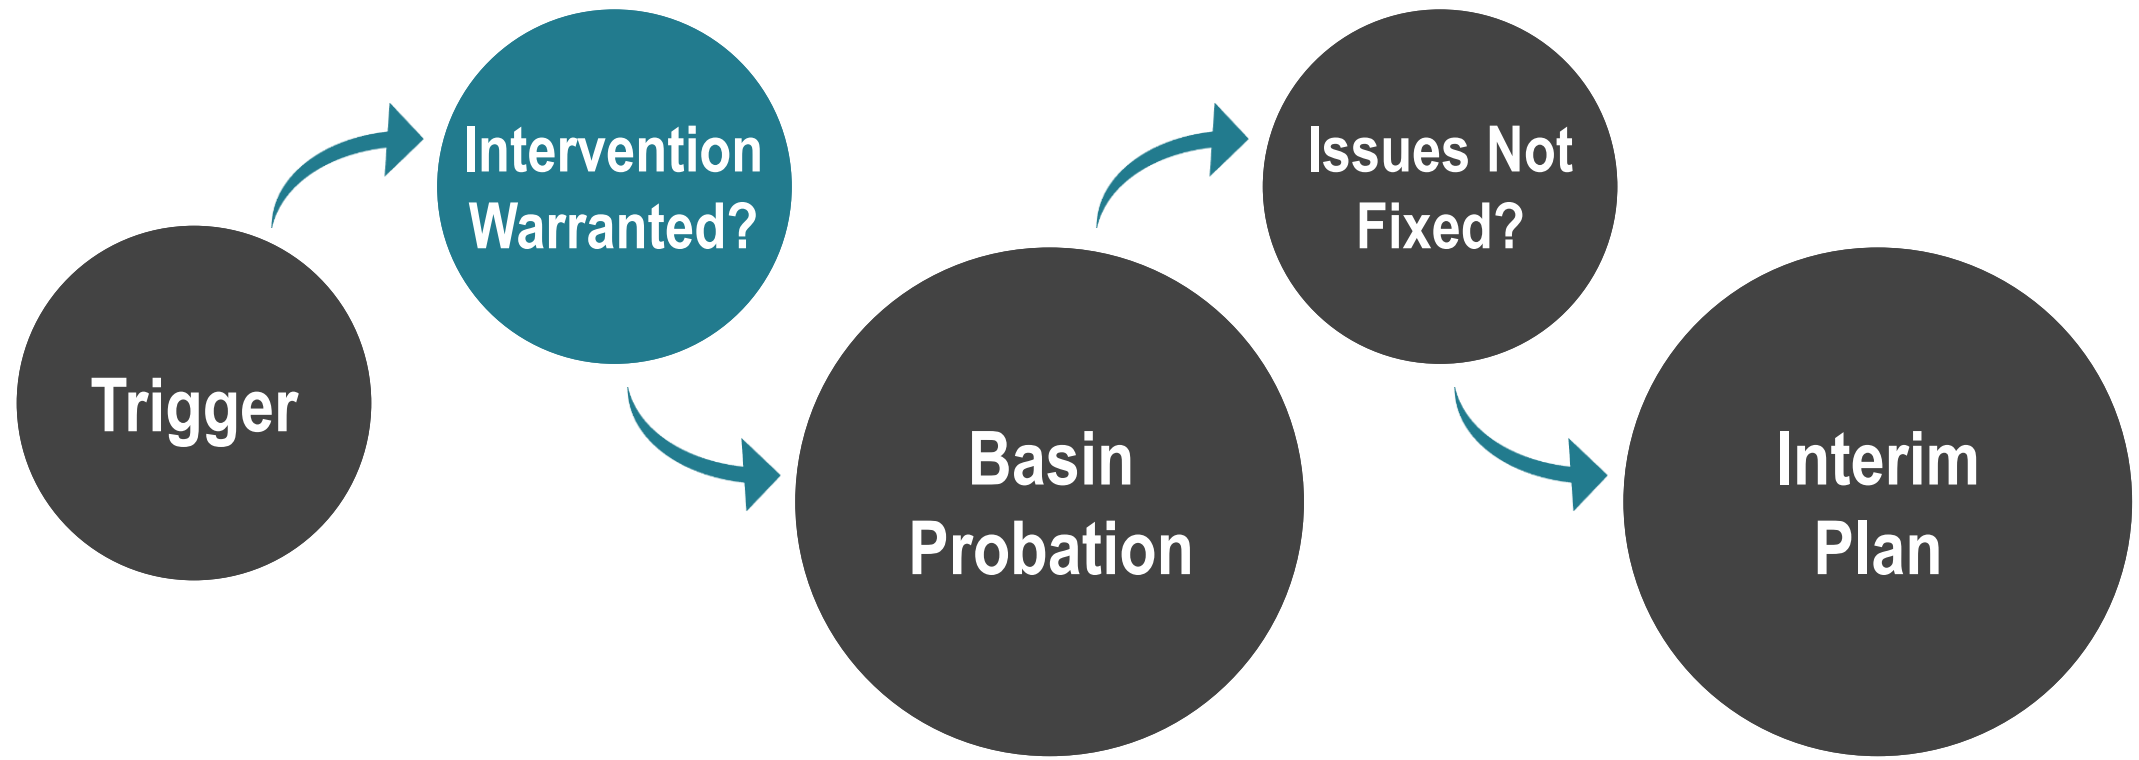 Trigger
Intervention
Warranted?
Basin
Probation
Issues Not
Fixed?
Interim
Plan